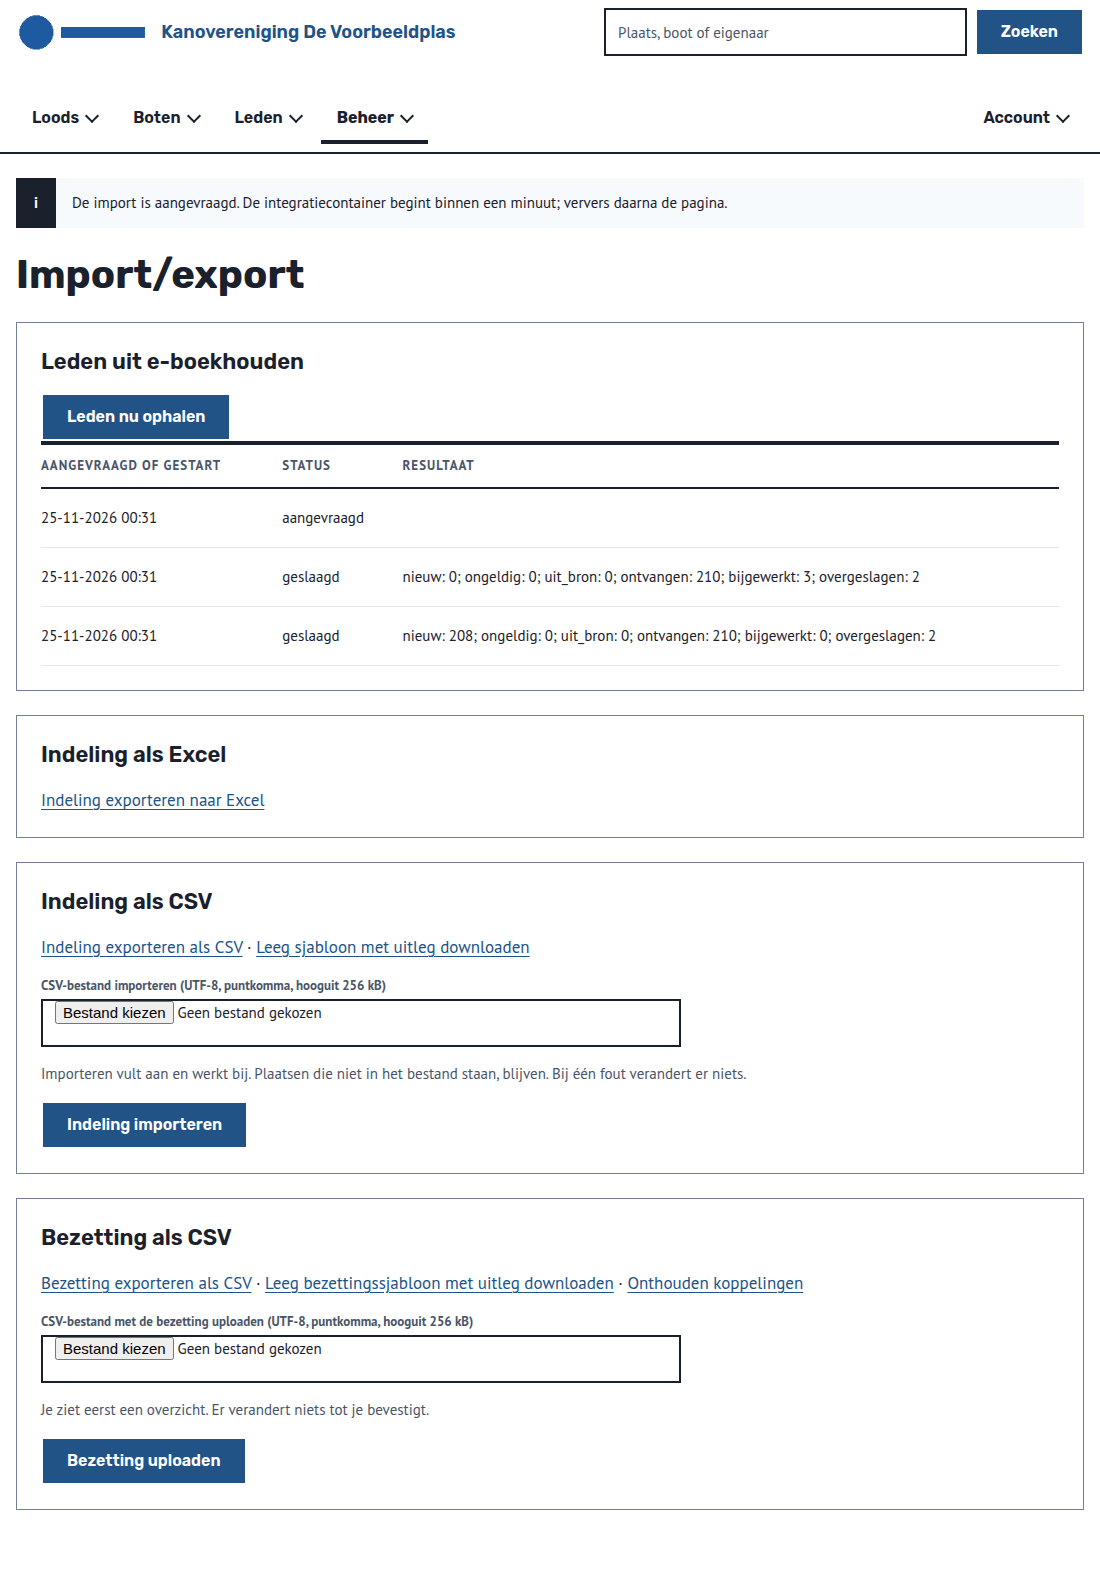 Kanovereniging De Voorbeeldplas
Plaats, boot of eigenaar
Zoeken
Loods
Boten
Leden
Beheer
Account
i
De import is aangevraagd. De integratiecontainer begint binnen een minuut; ververs daarna de pagina.
Import/export
Leden uit e-boekhouden
Leden nu ophalen
AANGEVRAAGD OF GESTART STATUS RESULTAAT
25-11-2026 00:31 aangevraagd
25-11-2026 00:31 geslaagd nieuw: 0; ongeldig: 0; uit_bron: 0; ontvangen: 210; bijgewerkt: 3; overgeslagen: 2
25-11-2026 00:31 geslaagd nieuw: 208; ongeldig: 0; uit_bron: 0; ontvangen: 210; bijgewerkt: 0; overgeslagen: 2
Indeling als Excel
Indeling exporteren naar Excel
Indeling als CSV
Indeling exporteren als CSV · Leeg sjabloon met uitleg downloaden
CSV-bestand importeren (UTF-8, puntkomma, hooguit 256 kB)
Bestand kiezen Geen bestand gekozen
Importeren vult aan en werkt bij. Plaatsen die niet in het bestand staan, blijven. Bij één fout verandert er niets.
Indeling importeren
Bezetting als CSV
Bezetting exporteren als CSV · Leeg bezettingssjabloon met uitleg downloaden · Onthouden koppelingen
CSV-bestand met de bezetting uploaden (UTF-8, puntkomma, hooguit 256 kB)
Bestand kiezen Geen bestand gekozen
Je ziet eerst een overzicht. Er verandert niets tot je bevestigt.
Bezetting uploaden